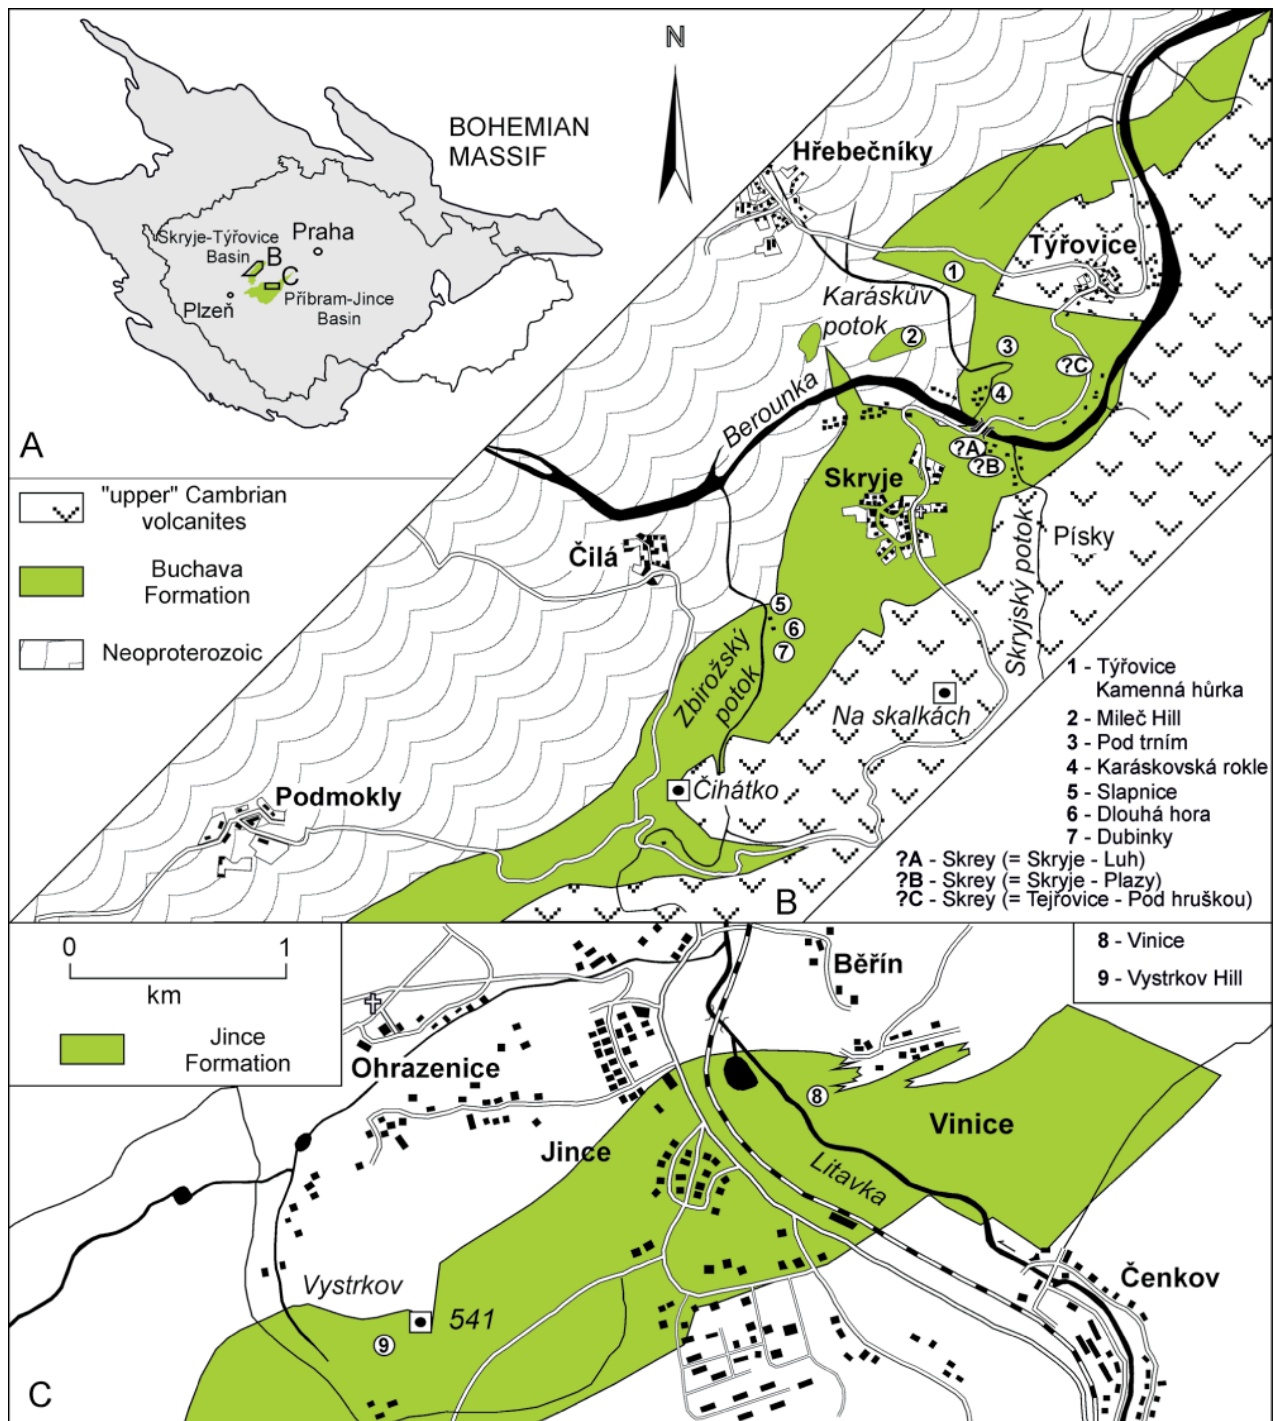 BOHEMIAN
MASSIF
Skryje-Týřovice
Basin
B
Praha
C
Plzeň
Příbram-Jince
Basin
A
"upper" Cambrian
volcanites
Buchava
Formation
Neoproterozoic
N
Hřebečníky
Týřovice
1
Karáskův
potok
2
3
?C
4
Berounka
?A
?B
Skryje
Čilá
Písky
Skryjský potok
5
6
7
Zbirožský
potok
Na skalkách
Čihátko
Podmokly
1 - Týřovice
Kamenná hůrka
2 - Mileč Hill
3 - Pod trním
4 - Karáskovská rokle
5 - Slapnice
6 - Dlouhá hora
7 - Dubinky
?A - Skrey (= Skryje - Luh)
?B - Skrey (= Skryje - Plazy)
?C - Skrey (= Tejřovice - Pod hruškou)
B
0 1
km
Jince
Formation
8 - Vinice
9 - Vystrkov Hill
Běřín
Ohrazenice
8
Vinice
Jince
Litavka
Čenkov
Vystrkov
541
9
C